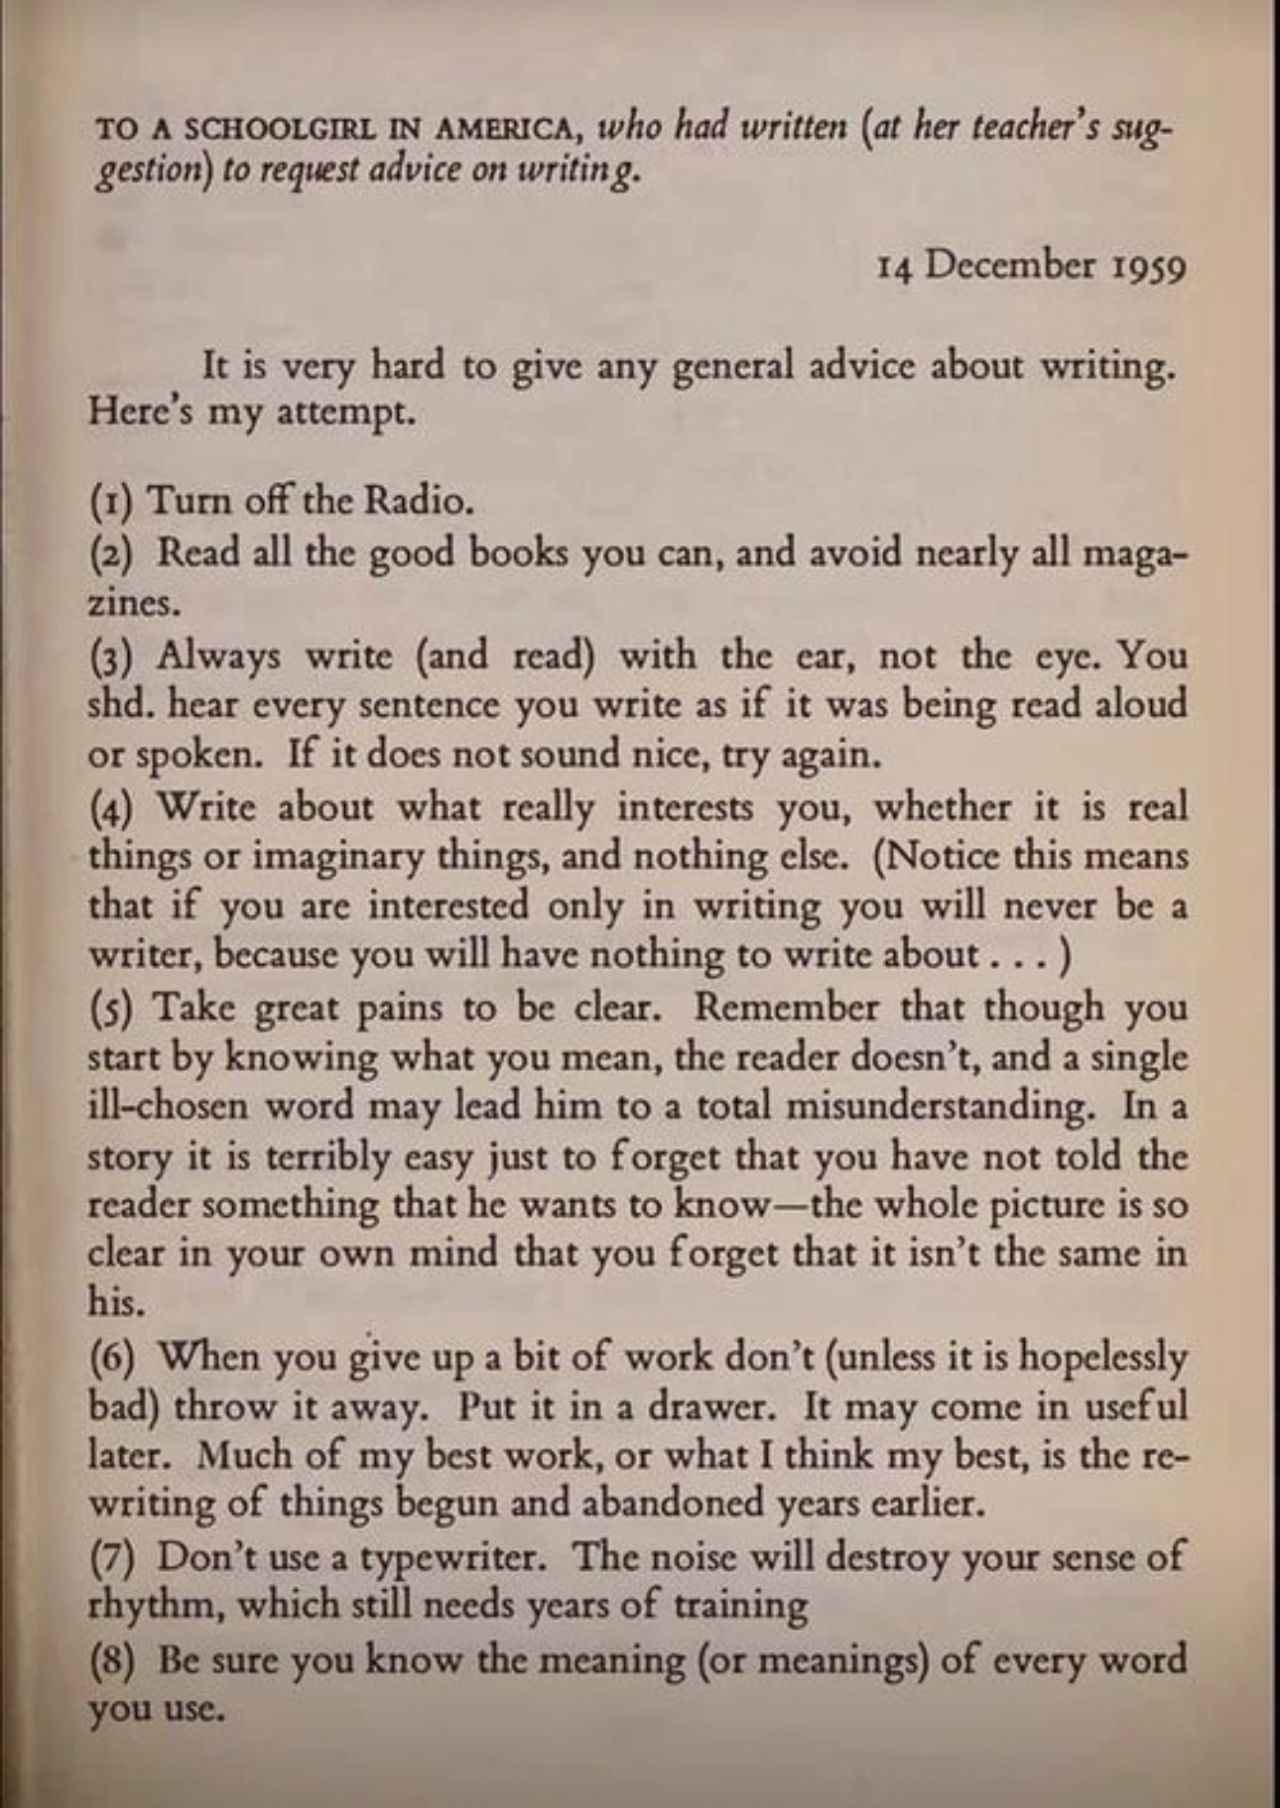 TO A SCHOOLGIRL IN AMERICA, who had written (at her teacher's sug-
gestion) to request advice on writing.
14 December 1959
It is very hard to give any general advice about writing.
Here's my attempt.
(1) Turn off the Radio.
(2) Read all the good books you can, and avoid nearly all maga-
zines.
(3) Always write (and read) with the ear, not the eye. You
shd. hear every sentence you write as if it was being read aloud
or spoken. If it does not sound nice, try again.
(4) Write about what really interests you, whether it is real
things or imaginary things, and nothing else. (Notice this means
that if you are interested only in writing you will never be a
writer, because you will have nothing to write about . . . )
(5) Take great pains to be clear. Remember that though you
start by knowing what you mean, the reader doesn't, and a single
ill-chosen word may lead him to a total misunderstanding. In a
story it is terribly easy just to forget that you have not told the
reader something that he wants to know—the whole picture is so
clear in your own mind that you forget that it isn't the same in
his.
(6) When you give up a bit of work don't (unless it is hopelessly
bad) throw it away. Put it in a drawer. It may come in useful
later. Much of my best work, or what I think my best, is the re-
writing of things begun and abandoned years earlier.
(7) Don't use a typewriter. The noise will destroy your sense of
rhythm, which still needs years of training
(8) Be sure you know the meaning (or meanings) of every word
you use.